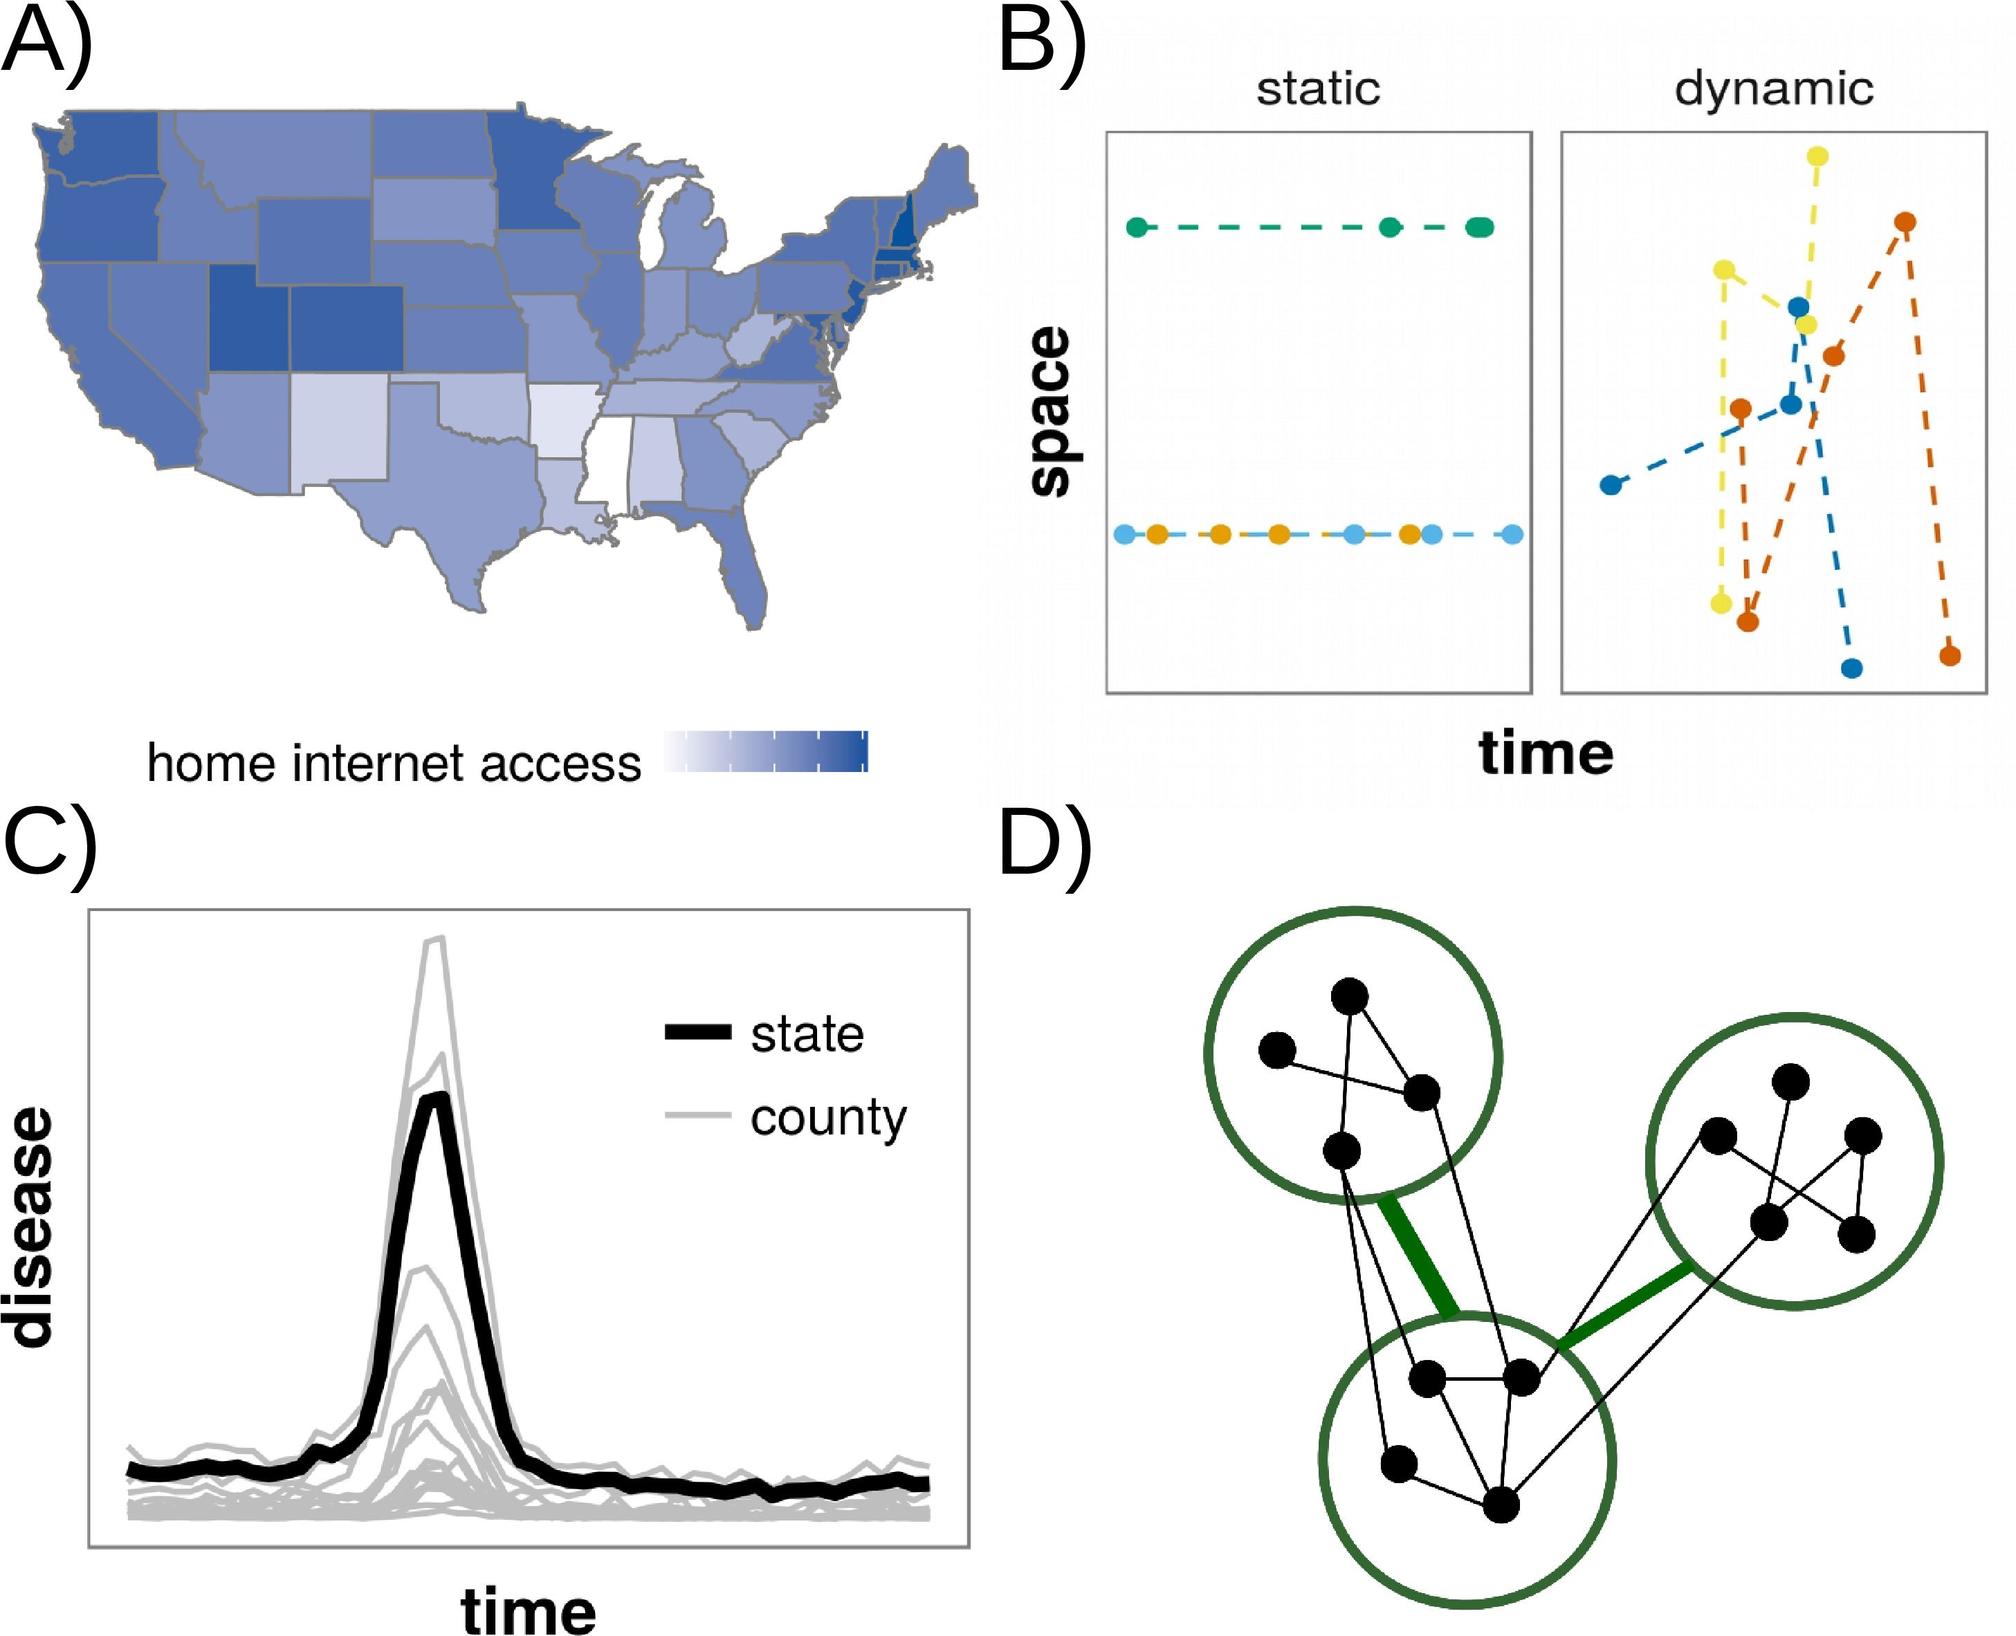 A)
home internet access
B)
static
dynamic
space
time
C)
state
county
disease
time
D)